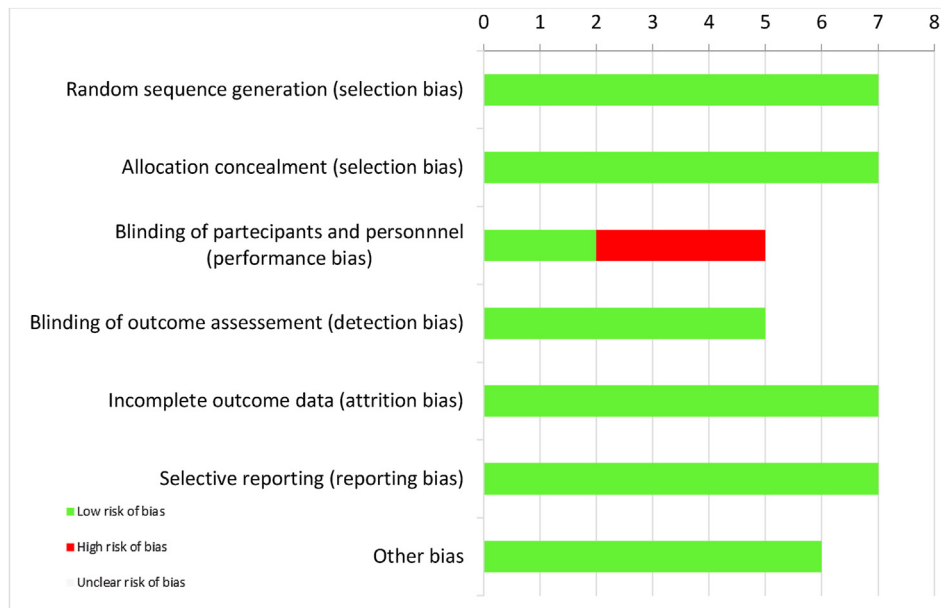 0 1 2 3 4 5 6 7 8
Random sequence generation (selection bias)
Allocation concealment (selection bias)
Blinding of partecipants and personnnel
(performance bias)
Blinding of outcome assessement (detection bias)
Incomplete outcome data (attrition bias)
Selective reporting (reporting bias)
Low risk of bias
High risk of bias
Other bias
Unclear risk of bias